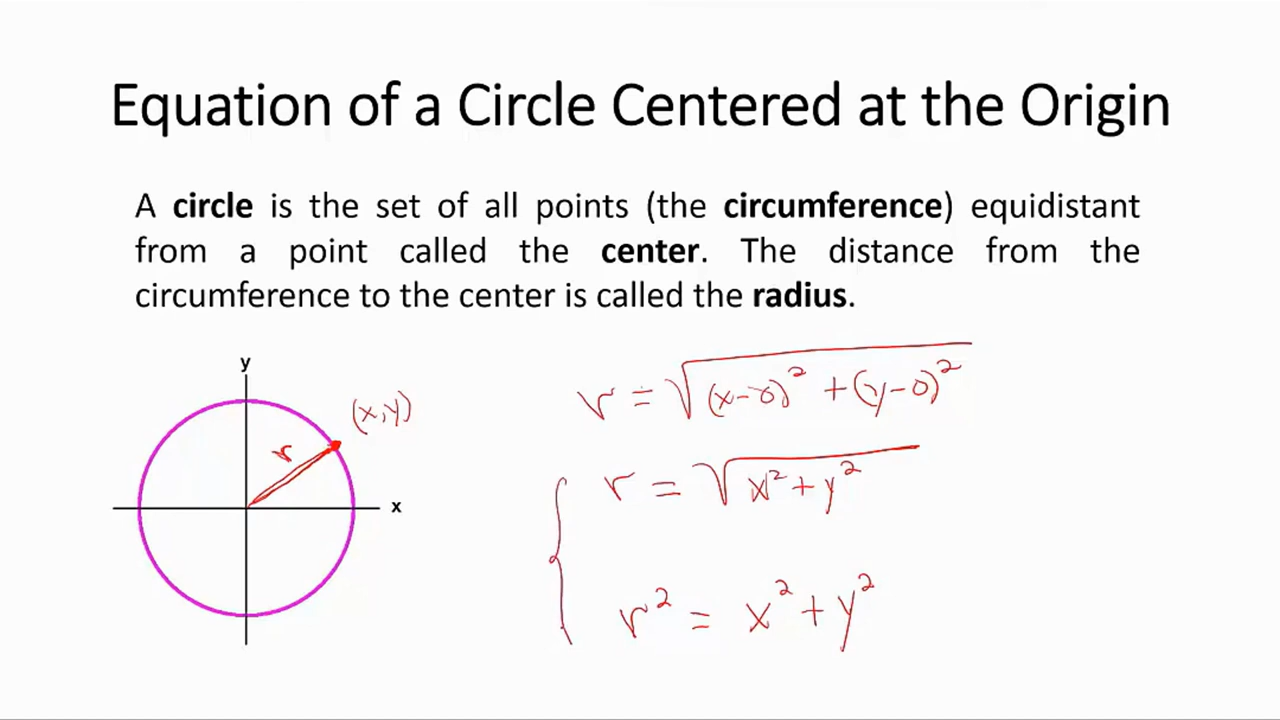 Equation of a Circle Centered at the Origin
A circle is the set of all points (the circumference) equidistant
from a point called the center. The distance from the
circumference to the center is called the radius.
y
(x,y)
r
x
r = √(x-0)² + (y-0)²
r = √x² + y²
r² = x² + y²